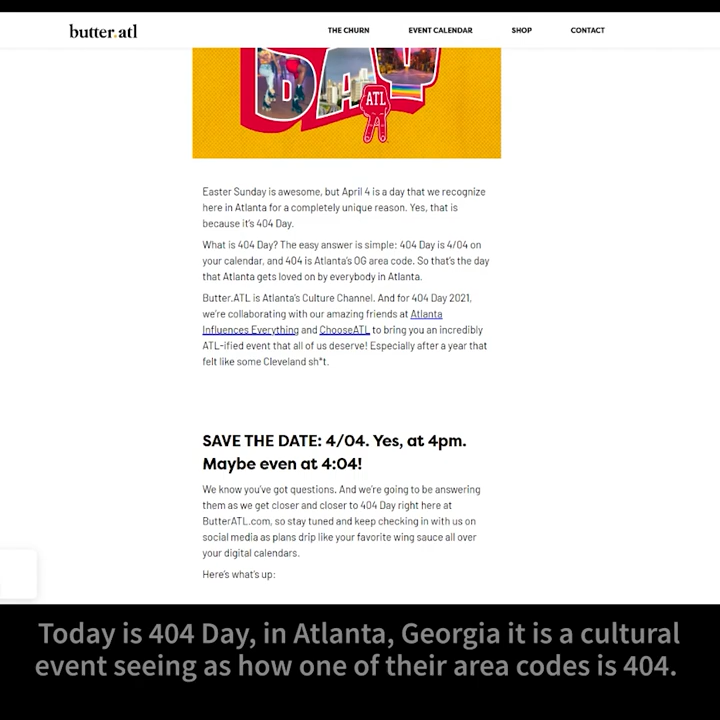 butter.atl
THE CHURN
EVENT CALENDAR
SHOP
CONTACT
DAY
ATL
Easter Sunday is awesome, but April 4 is a day that we recognize
here in Atlanta for a completely unique reason. Yes, that is
because it's 404 Day.
What is 404 Day? The easy answer is simple: 404 Day is 4/04 on
your calendar, and 404 is Atlanta's OG area code. So that's the day
that Atlanta gets loved on by everybody in Atlanta.
Butter.ATL is Atlanta's Culture Channel. And for 404 Day 2021,
we're collaborating with our amazing friends at Atlanta
Influences Everything and ChooseATL to bring you an incredibly
ATL-ified event that all of us deserve! Especially after a year that
felt like some Cleveland sh*t.
SAVE THE DATE: 4/04. Yes, at 4pm.
Maybe even at 4:04!
We know you've got questions. And we're going to be answering
them as we get closer and closer to 404 Day right here at
ButterATL.com, so stay tuned and keep checking in with us on
social media as plans drip like your favorite wing sauce all over
your digital calendars.
Here's what's up:
Today is 404 Day, in Atlanta, Georgia it is a cultural
event seeing as how one of their area codes is 404.